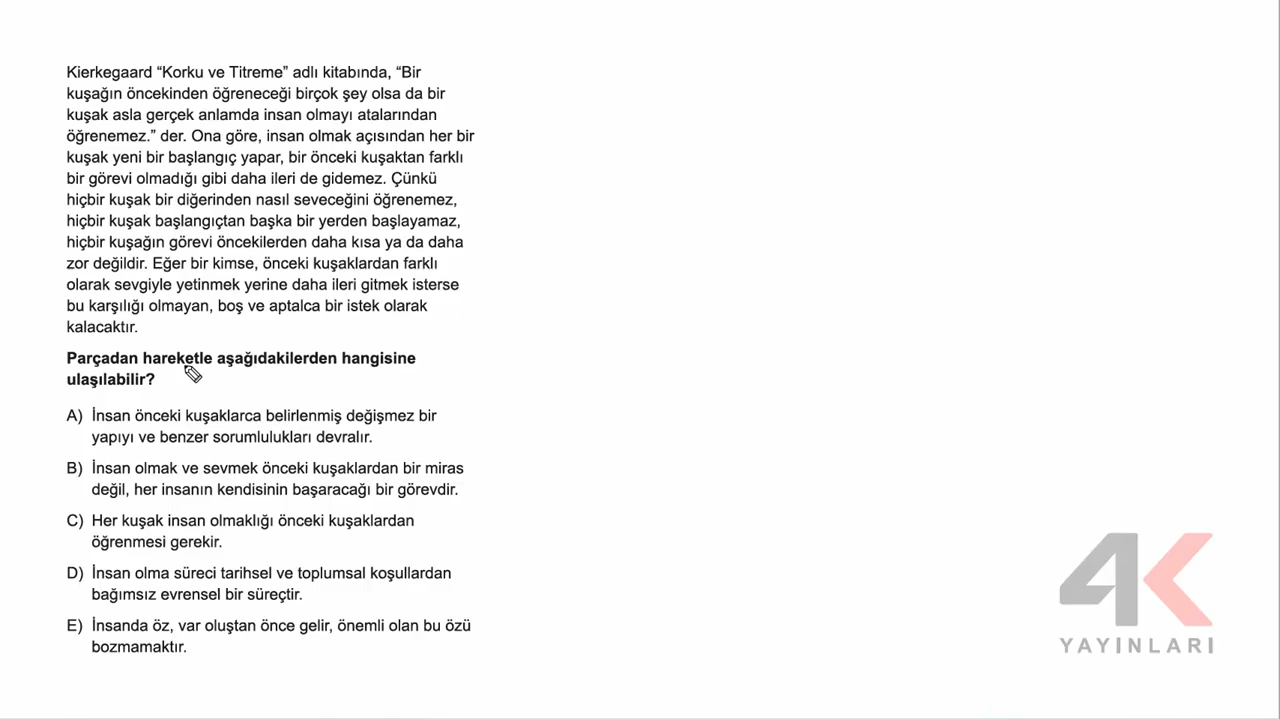 Kierkegaard “Korku ve Titreme” adlı kitabında, “Bir
kuşağın öncekinden öğreneceği birçok şey olsa da bir
kuşak asla gerçek anlamda insan olmayı atalarından
öğrenemez.” der. Ona göre, insan olmak açısından her bir
kuşak yeni bir başlangıç yapar, bir önceki kuşaktan farklı
bir görevi olmadığı gibi daha ileri de gidemez. Çünkü
hiçbir kuşak bir diğerinden nasıl seveceğini öğrenemez,
hiçbir kuşak başlangıçtan başka bir yerden başlayamaz,
hiçbir kuşağın görevi öncekilerden daha kısa ya da daha
zor değildir. Eğer bir kimse, önceki kuşaklardan farklı
olarak sevgiyle yetinmek yerine daha ileri gitmek isterse
bu karşılığı olmayan, boş ve aptalca bir istek olarak
kalacaktır.
Parçadan hareketle aşağıdakilerden hangisine
ulaşılabilir?
A) İnsan önceki kuşaklarca belirlenmiş değişmez bir
yapıyı ve benzer sorumlulukları devralır.
B) İnsan olmak ve sevmek önceki kuşaklardan bir miras
değil, her insanın kendisinin başaracağı bir görevdir.
C) Her kuşak insan olmaklığı önceki kuşaklardan
öğrenmesi gerekir.
D) İnsan olma süreci tarihsel ve toplumsal koşullardan
bağımsız evrensel bir süreçtir.
E) İnsanda öz, var oluştan önce gelir, önemli olan bu özü
bozmamaktır.
4K
YAYINLARI